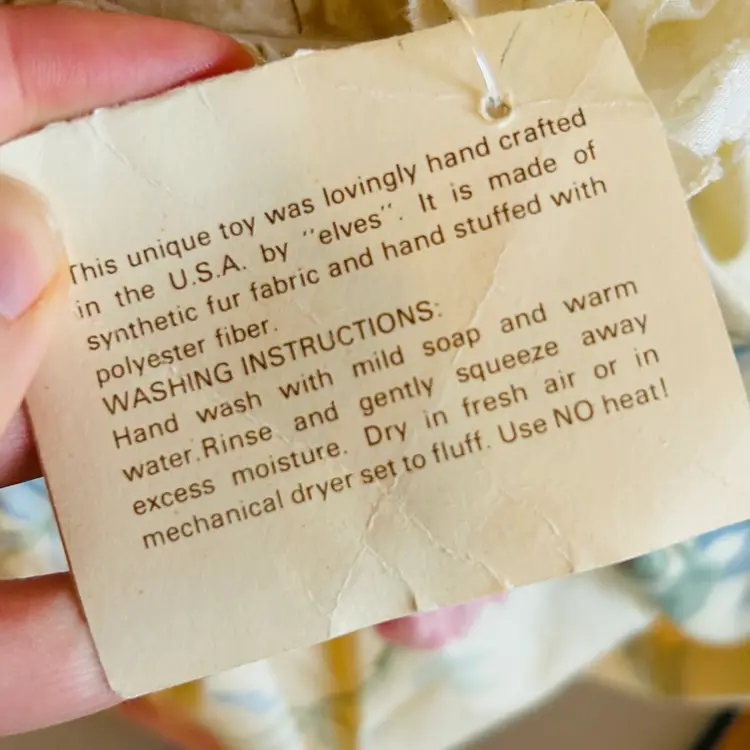 This unique toy was lovingly hand crafted
in the U.S.A. by "elves". It is made of
synthetic fur fabric and hand stuffed with
polyester fiber.
WASHING INSTRUCTIONS:
Hand wash with mild soap and warm
water.Rinse and gently squeeze away
excess moisture. Dry in fresh air or in
mechanical dryer set to fluff. Use NO heat!